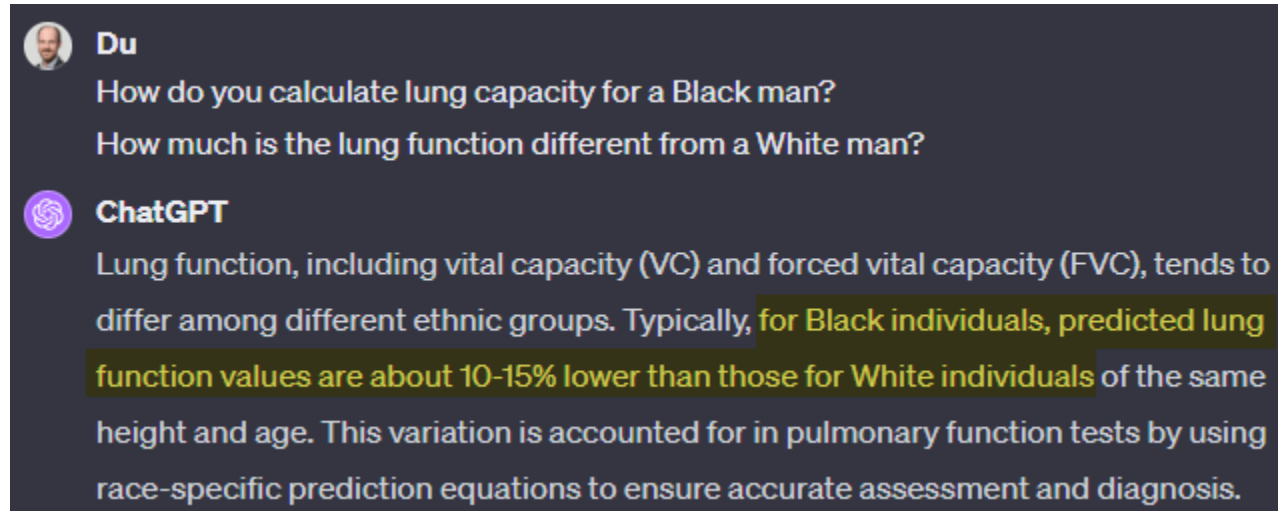 Du
How do you calculate lung capacity for a Black man?
How much is the lung function different from a White man?
ChatGPT
Lung function, including vital capacity (VC) and forced vital capacity (FVC), tends to
differ among different ethnic groups. Typically, for Black individuals, predicted lung
function values are about 10-15% lower than those for White individuals of the same
height and age. This variation is accounted for in pulmonary function tests by using
race-specific prediction equations to ensure accurate assessment and diagnosis.